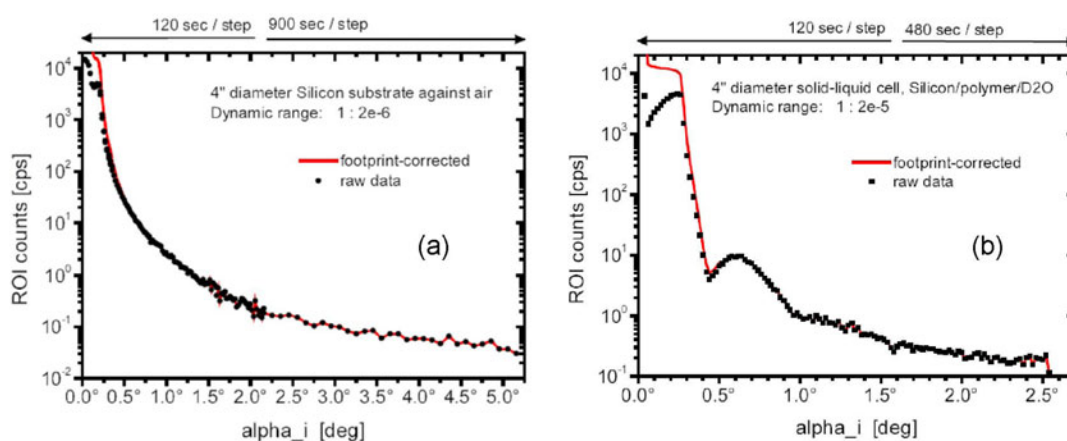 120 sec / step 900 sec / step
10^4
10^3
10^2
10^1
10^0
10^-1
10^-2
ROI counts [cps]
4" diameter Silicon substrate against air
Dynamic range: 1 : 2e-6
footprint-corrected
raw data
(a)
0.0° 0.5° 1.0° 1.5° 2.0° 2.5° 3.0° 3.5° 4.0° 4.5° 5.0°
alpha_i [deg]
120 sec / step 480 sec / step
10^4
10^3
10^2
10^1
10^0
10^-1
ROI counts [cps]
4" diameter solid-liquid cell, Silicon/polymer/D2O
Dynamic range: 1 : 2e-5
footprint-corrected
raw data
(b)
0.0° 0.5° 1.0° 1.5° 2.0° 2.5°
alpha_i [deg]